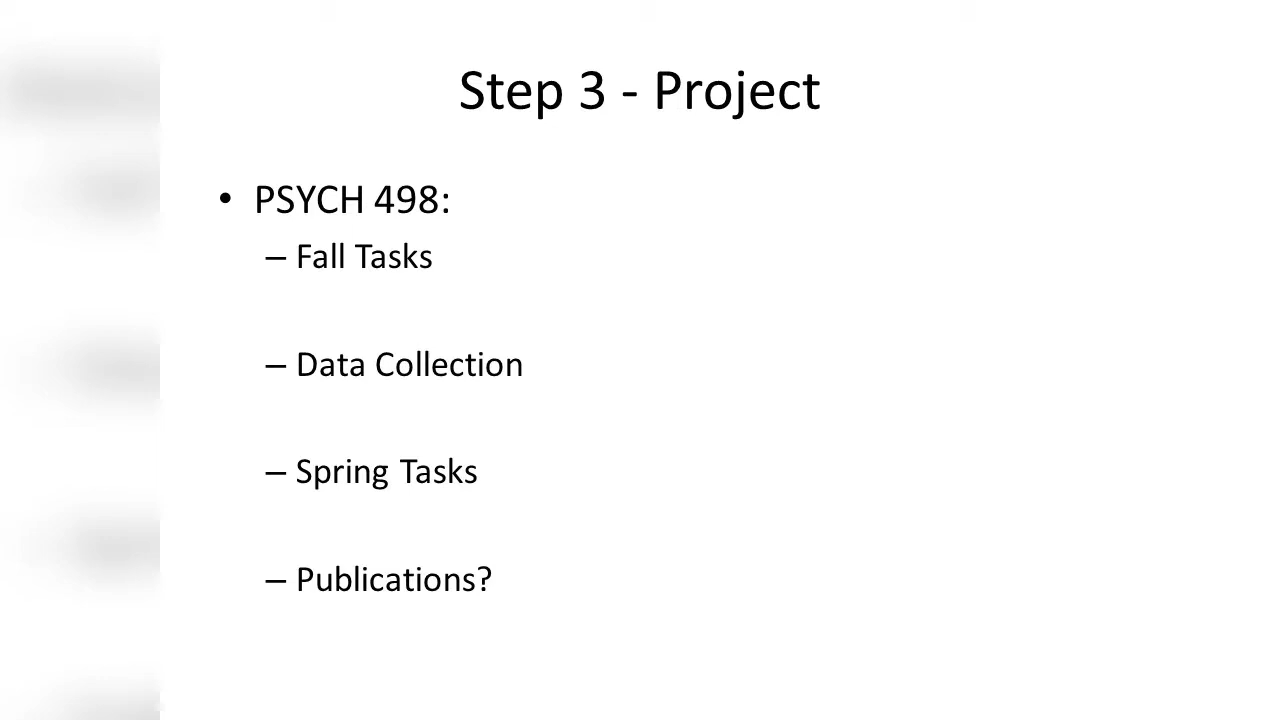 Step 3 - Project
• PSYCH 498:
– Fall Tasks
– Data Collection
– Spring Tasks
– Publications?